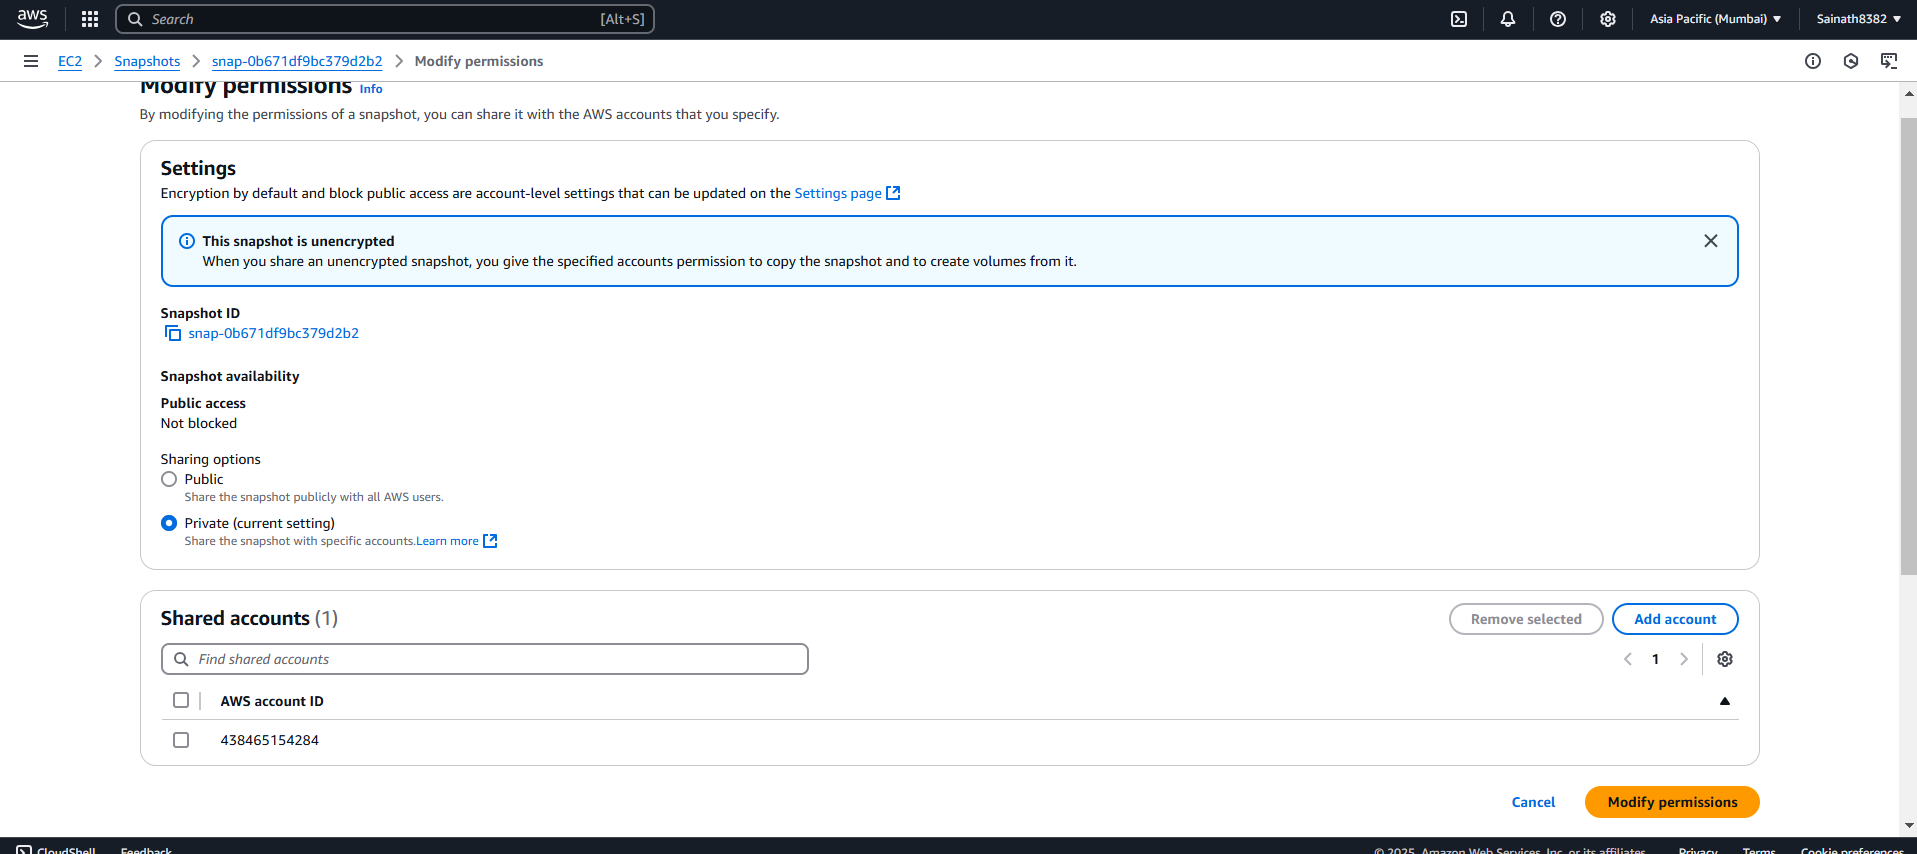 aws
Search [Alt+S]
Asia Pacific (Mumbai) Sainath8382
EC2 Snapshots snap-0b671df9bc379d2b2 Modify permissions
Modify permissions Info
By modifying the permissions of a snapshot, you can share it with the AWS accounts that you specify.
Settings
Encryption by default and block public access are account-level settings that can be updated on the Settings page
This snapshot is unencrypted
When you share an unencrypted snapshot, you give the specified accounts permission to copy the snapshot and to create volumes from it.
Snapshot ID
snap-0b671df9bc379d2b2
Snapshot availability
Public access
Not blocked
Sharing options
Public
Share the snapshot publicly with all AWS users.
Private (current setting)
Share the snapshot with specific accounts.Learn more
Shared accounts (1)
Remove selected
Add account
Find shared accounts
1
AWS account ID
438465154284
Cancel
Modify permissions
CloudShell Feedback © 2025, Amazon Web Services, Inc. or its affiliates. Privacy Terms Cookie preferences